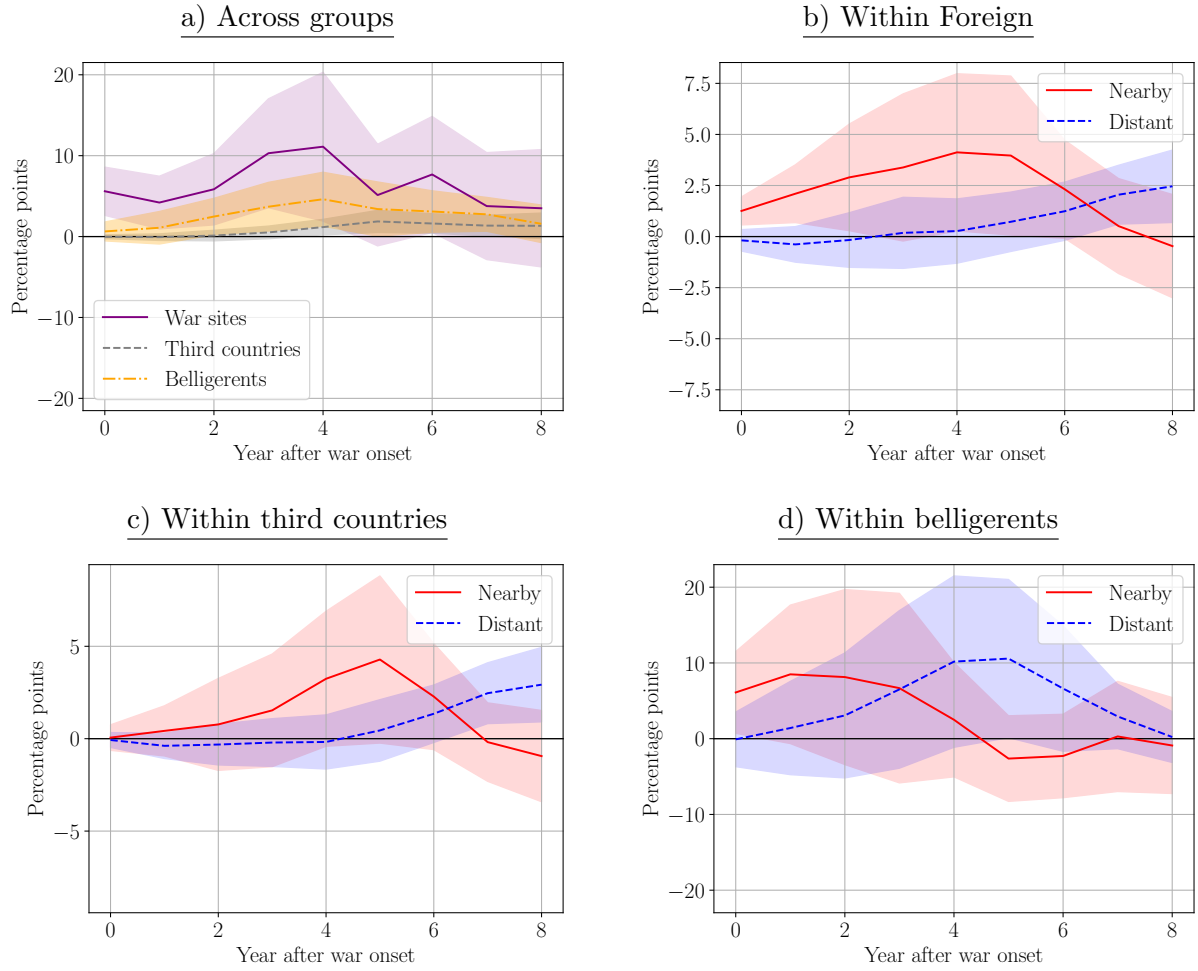 a) Across groups
20
10
0
−10
−20
Percentage points
War sites
Third countries
Belligerents
0 2 4 6 8
Year after war onset
b) Within Foreign
7.5
5.0
2.5
0.0
−2.5
−5.0
−7.5
Percentage points
Nearby
Distant
0 2 4 6 8
Year after war onset
c) Within third countries
5
0
−5
Percentage points
Nearby
Distant
0 2 4 6 8
Year after war onset
d) Within belligerents
20
10
0
−10
−20
Percentage points
Nearby
Distant
0 2 4 6 8
Year after war onset